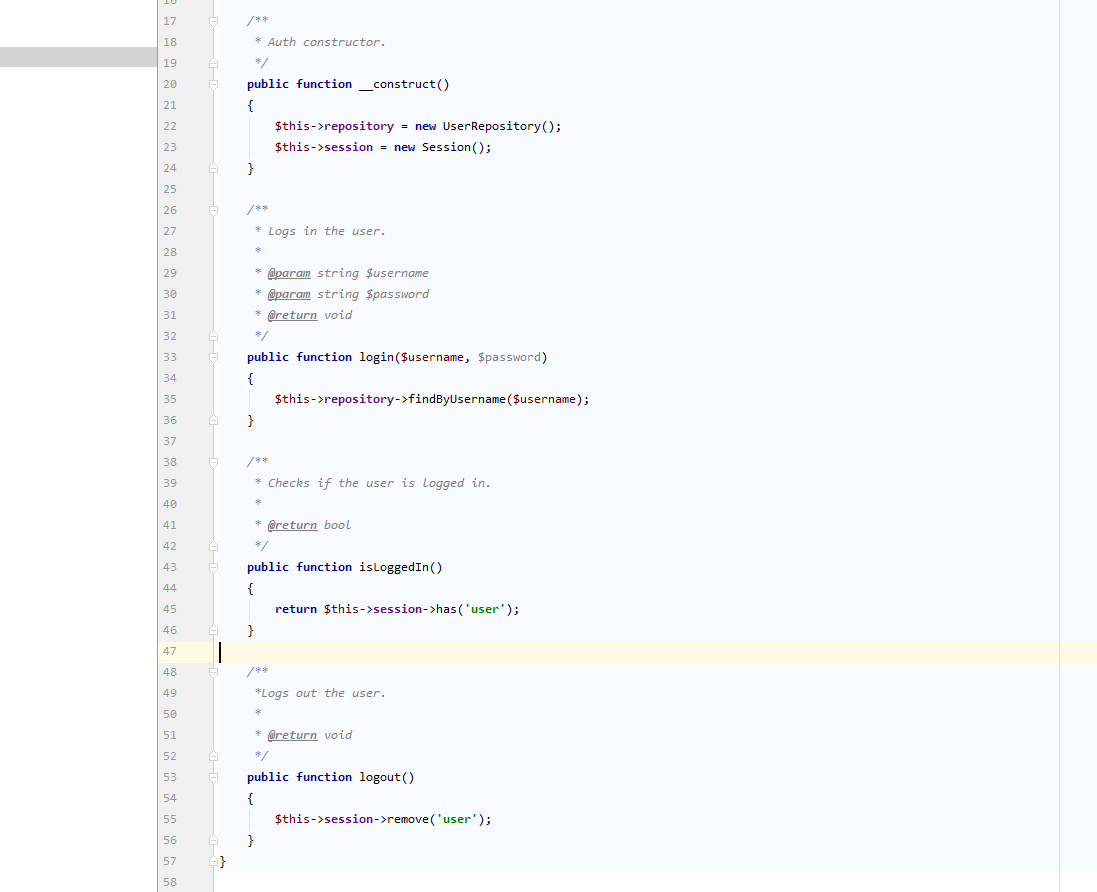 16
17 /**
18 * Auth constructor.
19 */
20 public function __construct()
21 {
22 $this->repository = new UserRepository();
23 $this->session = new Session();
24 }
25
26 /**
27 * Logs in the user.
28 *
29 * @param string $username
30 * @param string $password
31 * @return void
32 */
33 public function login($username, $password)
34 {
35 $this->repository->findByUsername($username);
36 }
37
38 /**
39 * Checks if the user is logged in.
40 *
41 * @return bool
42 */
43 public function isLoggedIn()
44 {
45 return $this->session->has('user');
46 }
47
48 /**
49 *Logs out the user.
50 *
51 * @return void
52 */
53 public function logout()
54 {
55 $this->session->remove('user');
56 }
57 }
58